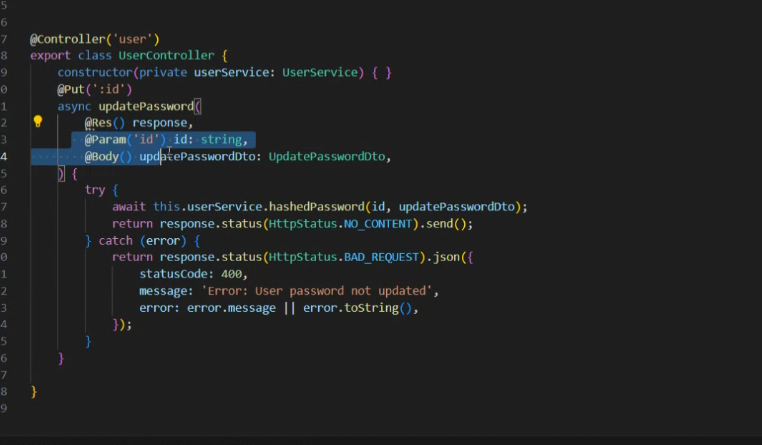 5
6
7 @Controller('user')
8 export class UserController {
9 constructor(private userService: UserService) { }
0 @Put(':id')
1 async updatePassword(
2 @Res() response,
3 @Param('id') id: string,
4 @Body() updatePasswordDto: UpdatePasswordDto,
5 ) {
6 try {
7 await this.userService.hashedPassword(id, updatePasswordDto);
8 return response.status(HttpStatus.NO_CONTENT).send();
9 } catch (error) {
0 return response.status(HttpStatus.BAD_REQUEST).json({
1 statusCode: 400,
2 message: 'Error: User password not updated',
3 error: error.message || error.toString(),
4 });
5 }
6 }
7
8 }
9